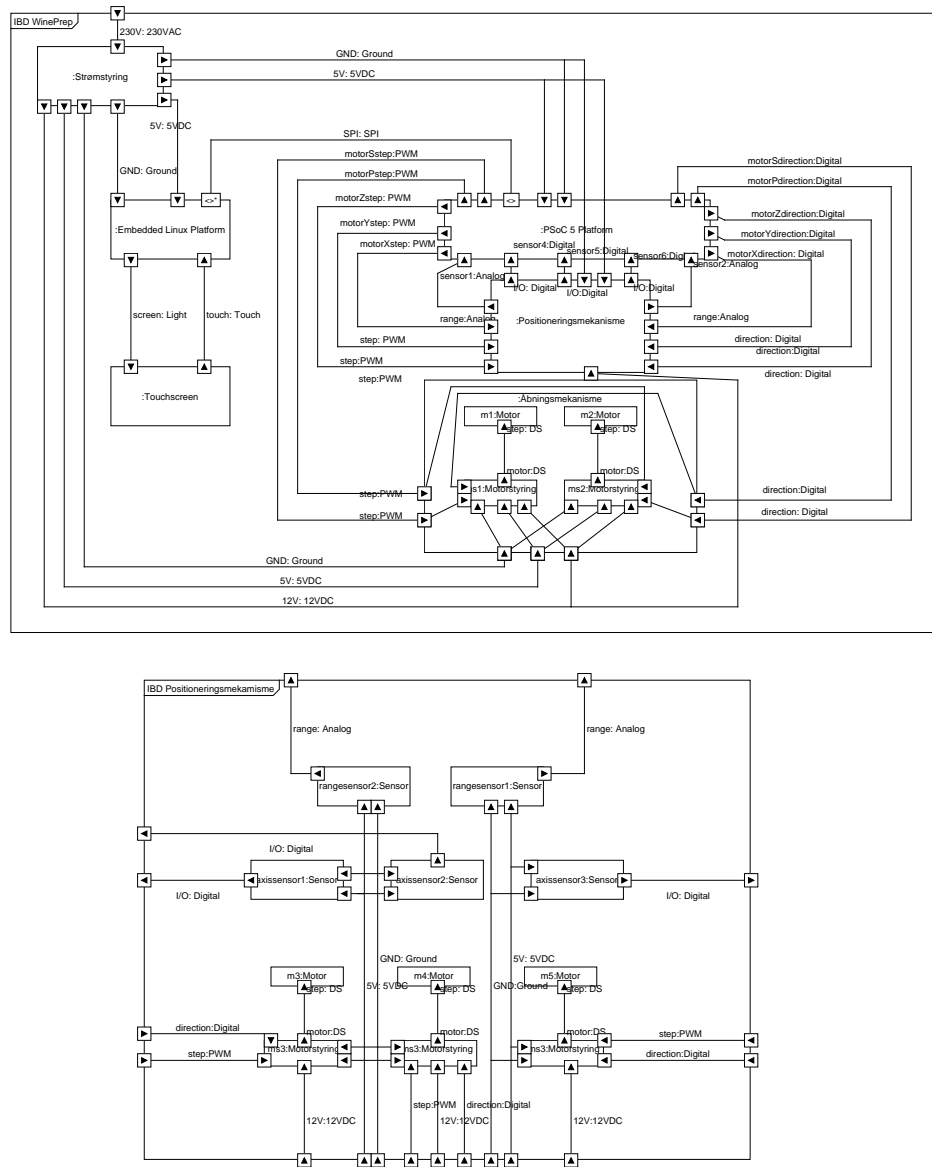 IBD WinePrep
230V: 230VAC
GND: Ground
:Strømstyring
5V: 5VDC
5V: 5VDC
SPI: SPI
motorSstep:PWM
motorSdirection:Digital
GND: Ground
motorPstep:PWM
motorPdirection:Digital
motorZstep: PWM
motorZdirection:Digital
motorYstep: PWM
:Embedded Linux Platform
:PSoC 5 Platform
motorYdirection:Digital
motorXstep: PWM
sensor4:Digital
sensor5:Digital
sensor6:Digital
motorXdirection: Digital
sensor2:Analog
sensor1:Analog
I/O: Digital
I/O:Digital
I/O:Digital
screen: Light
touch: Touch
range:Analog
:Positioneringsmekanisme
range:Analog
step: PWM
direction: Digital
step:PWM
direction:Digital
step:PWM
direction: Digital
:Touchscreen
:Åbningsmekanisme
m1:Motor
m2:Motor
step: DS
step: DS
motor:DS
motor:DS
step:PWM
ms1:Motorstyring
ms2:Motorstyring
direction:Digital
step:PWM
direction: Digital
GND: Ground
5V: 5VDC
12V: 12VDC
IBD Positioneringsmekamisme
range: Analog
range: Analog
rangesensor2:Sensor
rangesensor1:Sensor
I/O: Digital
axissensor1:Sensor
axissensor2:Sensor
axissensor3:Sensor
I/O: Digital
I/O: Digital
GND: Ground
5V: 5VDC
m3:Motor
m4:Motor
m5:Motor
step: DS
5V: 5VDC
step: DS
GND:Ground
step: DS
direction:Digital
motor:DS
motor:DS
motor:DS
step:PWM
step:PWM
ms3:Motorstyring
ms3:Motorstyring
ms3:Motorstyring
direction:Digital
step:PWM
direction:Digital
12V:12VDC
12V:12VDC
12V:12VDC